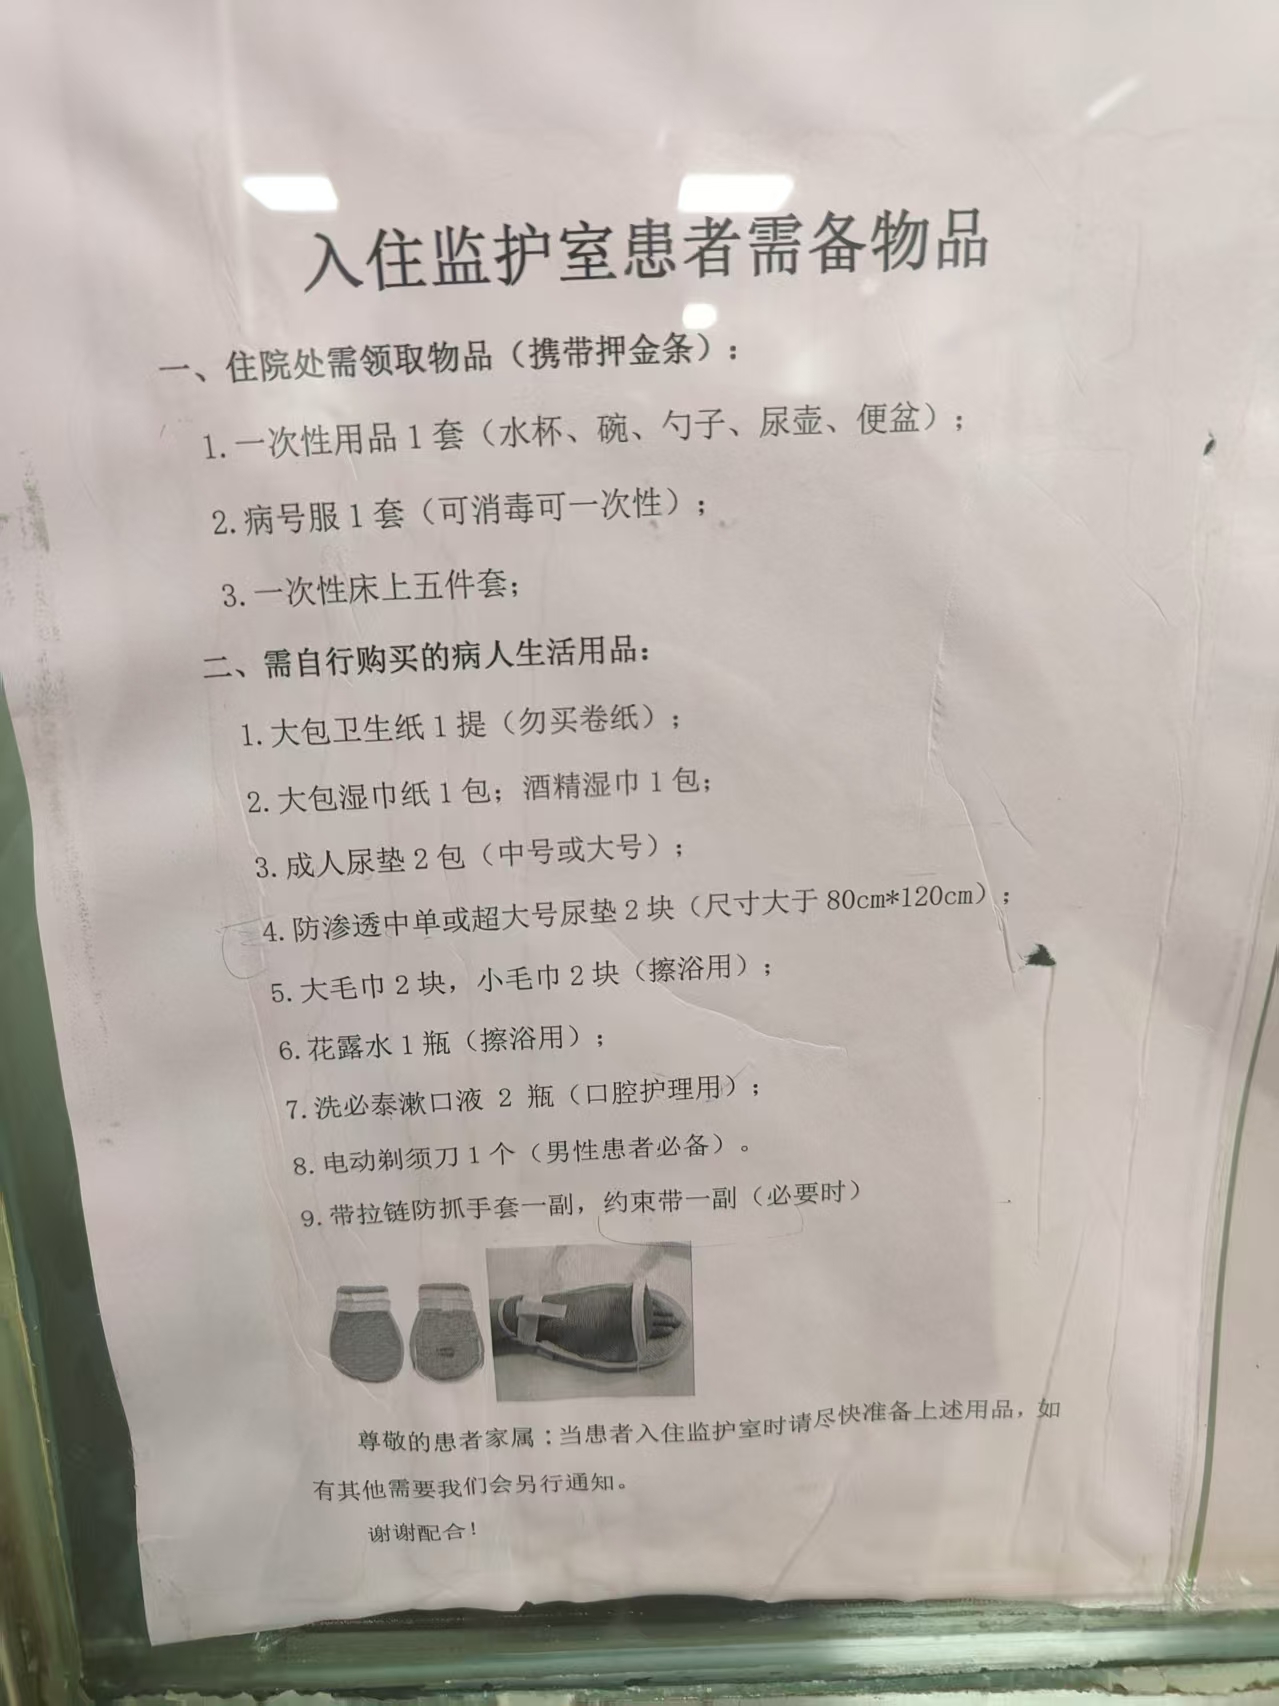 入住监护室患者需备物品
一、住院处需领取物品（携带押金条）：
1.一次性用品1套（水杯、碗、勺子、尿壶、便盆）；
2.病号服1套（可消毒可一次性）；
3.一次性床上五件套；
二、需自行购买的病人生活用品：
1.大包卫生纸1提（勿买卷纸）；
2.大包湿巾纸1包；酒精湿巾1包；
3.成人尿垫2包（中号或大号）；
4.防渗透中单或超大号尿垫2块（尺寸大于80cm*120cm）；
5.大毛巾2块，小毛巾2块（擦浴用）；
6.花露水1瓶（擦浴用）；
7.洗必泰漱口液 2 瓶（口腔护理用）；
8.电动剃须刀1个（男性患者必备）。
9.带拉链防抓手套一副，约束带一副（必要时）
尊敬的患者家属：当患者入住监护室时请尽快准备上述用品，如
有其他需要我们会另行通知。
谢谢配合！